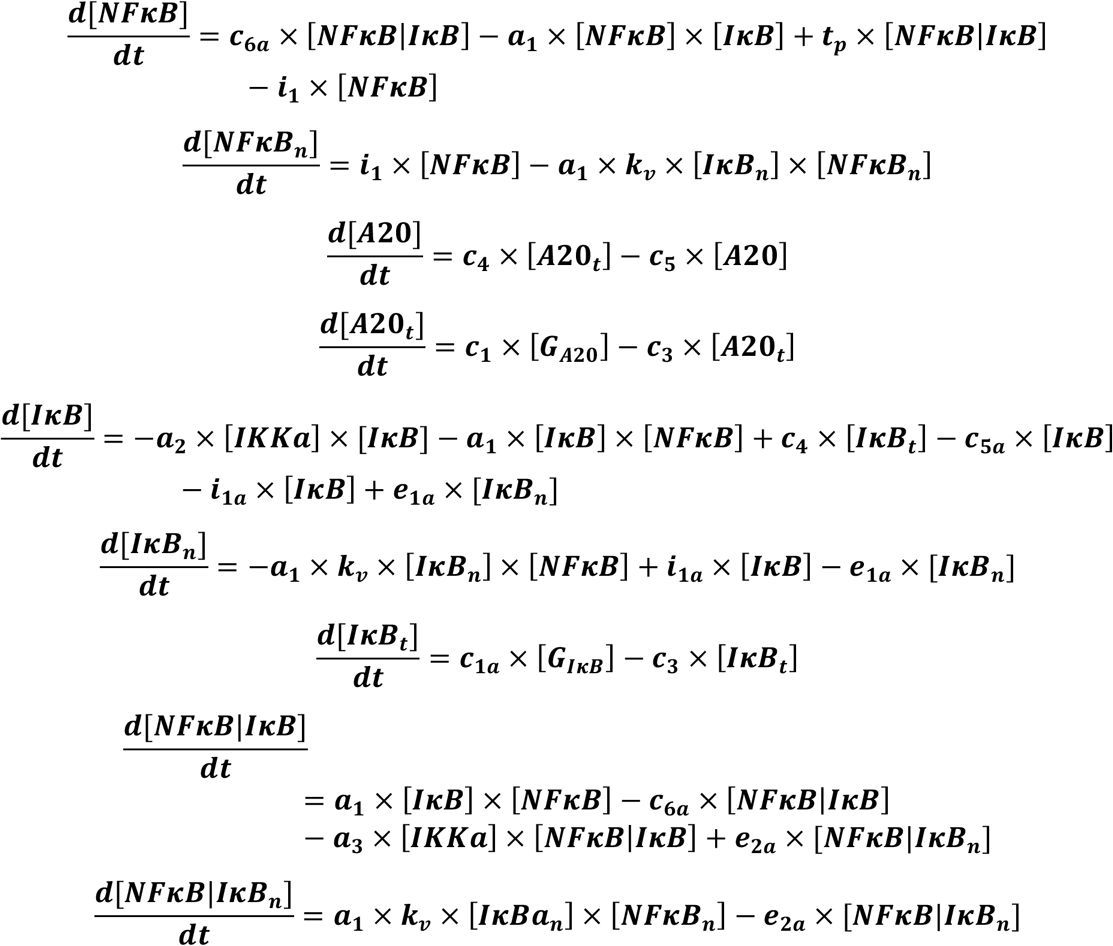 d[NFκB]/dt = c₆ₐ × [NFκB|IκB] − a₁ × [NFκB] × [IκB] + tₚ × [NFκB|IκB]
− i₁ × [NFκB]
d[NFκBₙ]/dt = i₁ × [NFκB] − a₁ × kᵥ × [IκBₙ] × [NFκBₙ]
d[A20]/dt = c₄ × [A20ₜ] − c₅ × [A20]
d[A20ₜ]/dt = c₁ × [G_A20] − c₃ × [A20ₜ]
d[IκB]/dt = −a₂ × [IKKa] × [IκB] − a₁ × [IκB] × [NFκB] + c₄ × [IκBₜ] − c₅ₐ × [IκB]
− i₁ₐ × [IκB] + e₁ₐ × [IκBₙ]
d[IκBₙ]/dt = −a₁ × kᵥ × [IκBₙ] × [NFκB] + i₁ₐ × [IκB] − e₁ₐ × [IκBₙ]
d[IκBₜ]/dt = c₁ₐ × [G_IκB] − c₃ × [IκBₜ]
d[NFκB|IκB]/dt
= a₁ × [IκB] × [NFκB] − c₆ₐ × [NFκB|IκB]
− a₃ × [IKKa] × [NFκB|IκB] + e₂ₐ × [NFκB|IκBₙ]
d[NFκB|IκBₙ]/dt = a₁ × kᵥ × [IκBaₙ] × [NFκBₙ] − e₂ₐ × [NFκB|IκBₙ]